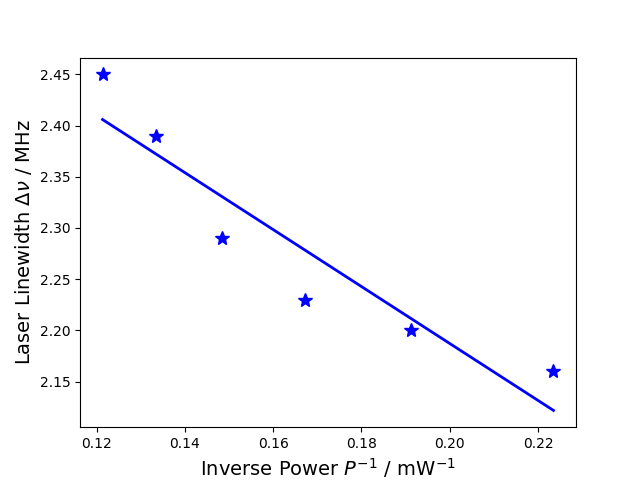 2.45
2.40
2.35
2.30
2.25
2.20
2.15
Laser Linewidth Δν / MHz
0.12 0.14 0.16 0.18 0.20 0.22
Inverse Power P⁻¹ / mW⁻¹